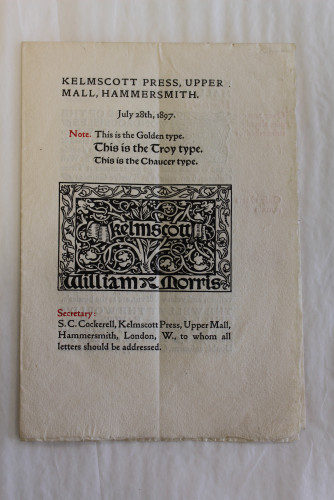 KELMSCOTT PRESS, UPPER
MALL, HAMMERSMITH.
July 28th, 1897.
Note. This is the Golden type.
This is the Troy type.
This is the Chaucer type.
kelmscott
William Morris
Secretary:
S. C. Cockerell, Kelmscott Press, Upper Mall,
Hammersmith, London, W., to whom all
letters should be addressed.